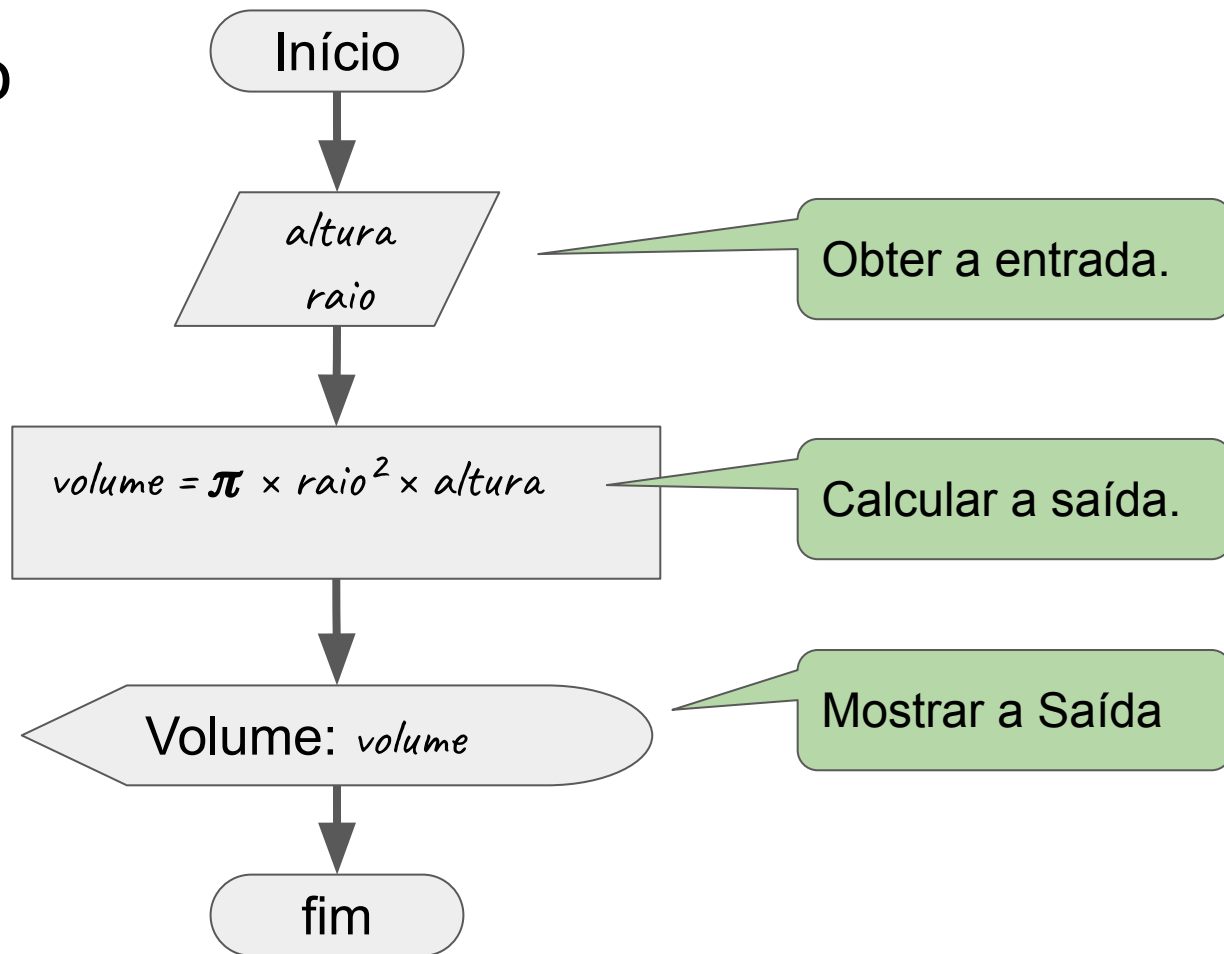 Início
altura
raio
Obter a entrada.
volume = π × raio² × altura
Calcular a saída.
Volume: volume
Mostrar a Saída
fim